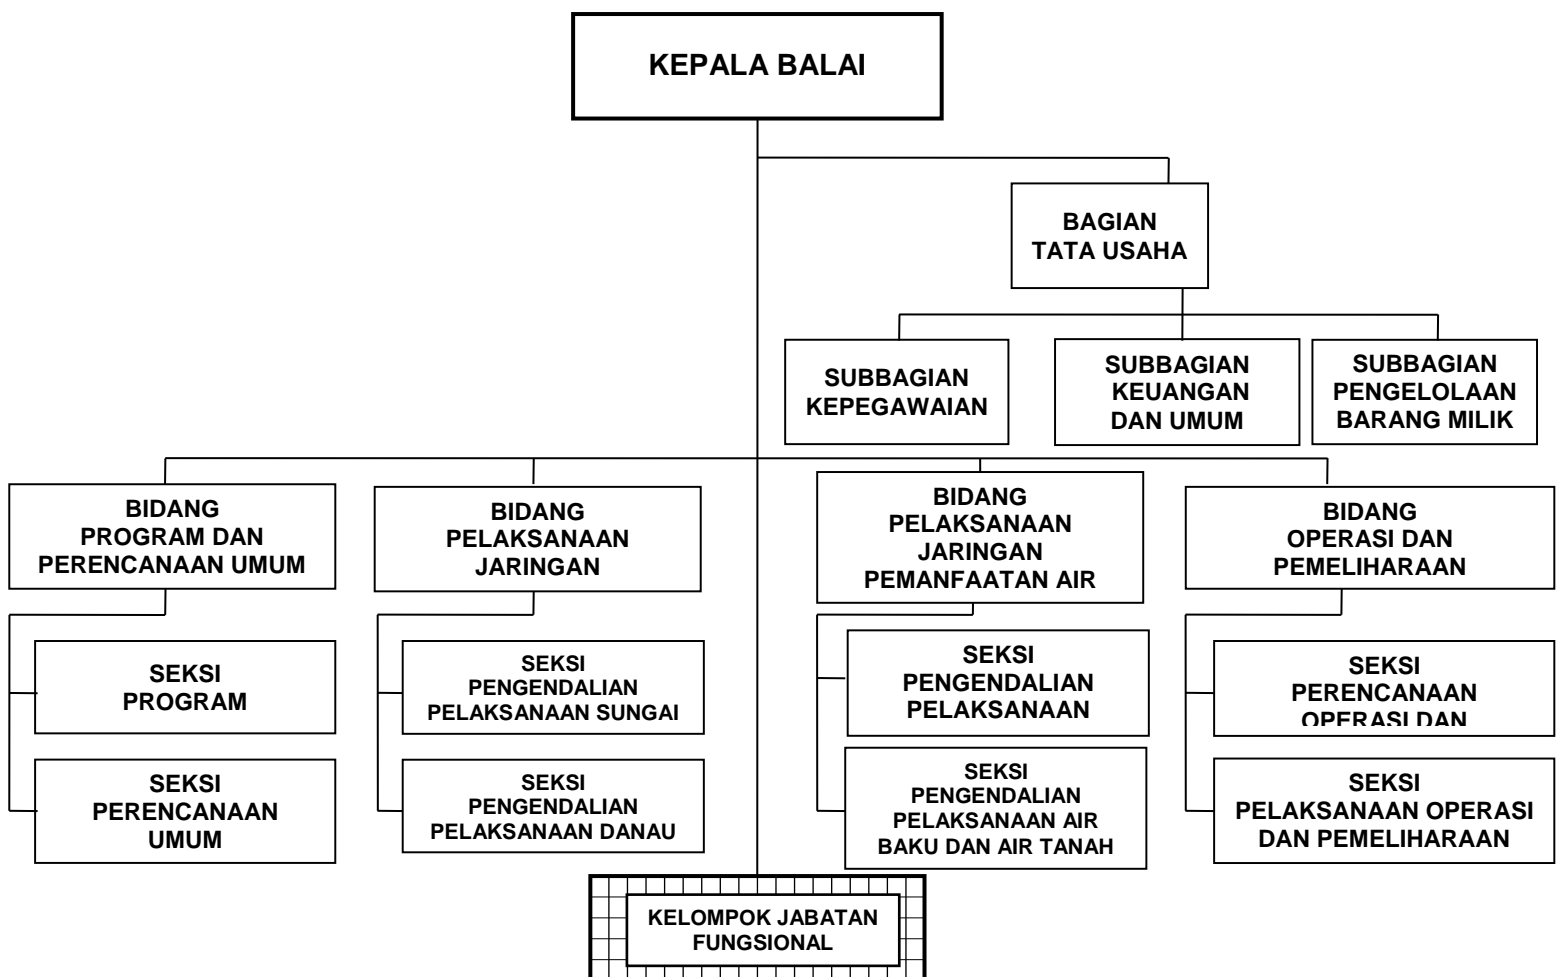 KEPALA BALAI
BAGIAN
TATA USAHA
SUBBAGIAN
KEPEGAWAIAN
SUBBAGIAN
KEUANGAN
DAN UMUM
SUBBAGIAN
PENGELOLAAN
BARANG MILIK
BIDANG
PROGRAM DAN
PERENCANAAN UMUM
BIDANG
PELAKSANAAN
JARINGAN
BIDANG
PELAKSANAAN
JARINGAN
PEMANFAATAN AIR
BIDANG
OPERASI DAN
PEMELIHARAAN
SEKSI
PROGRAM
SEKSI
PERENCANAAN
UMUM
SEKSI
PENGENDALIAN
PELAKSANAAN SUNGAI
SEKSI
PENGENDALIAN
PELAKSANAAN DANAU
SEKSI
PENGENDALIAN
PELAKSANAAN
SEKSI
PENGENDALIAN
PELAKSANAAN AIR
BAKU DAN AIR TANAH
SEKSI
PERENCANAAN
OPERASI DAN
SEKSI
PELAKSANAAN OPERASI
DAN PEMELIHARAAN
KELOMPOK JABATAN
FUNGSIONAL